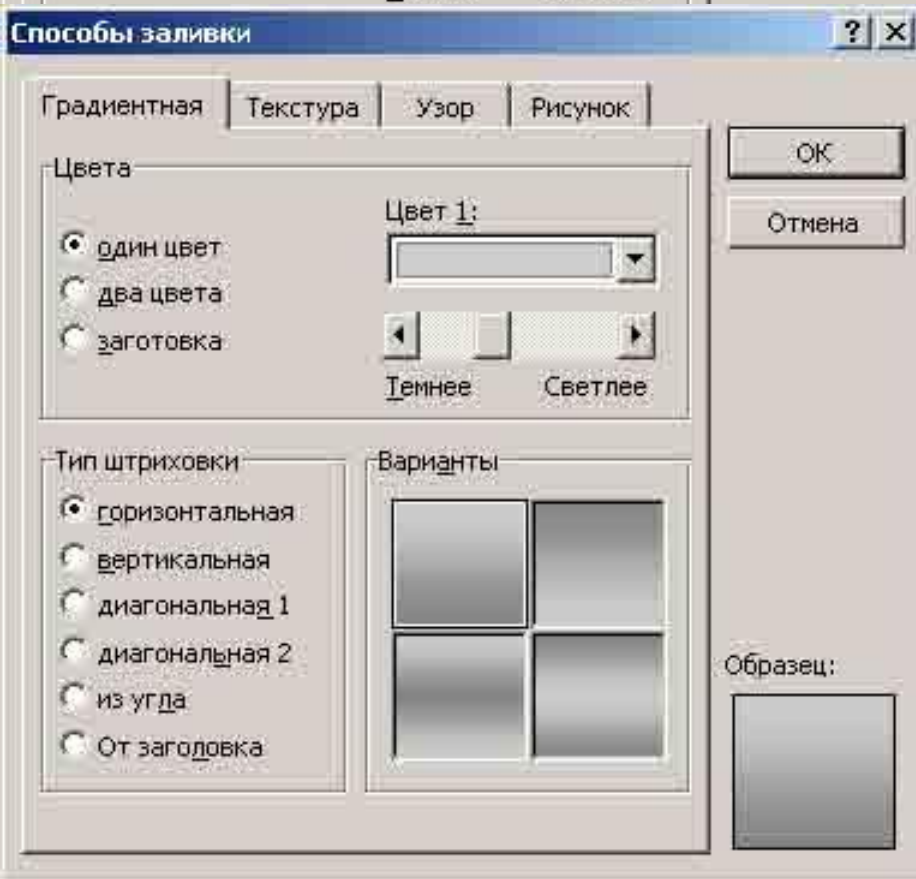 Способы заливки
Градиентная Текстура Узор Рисунок
Цвета
один цвет
два цвета
заготовка
Цвет 1:
Темнее Светлее
OK
Отмена
Тип штриховки
горизонтальная
вертикальная
диагональная 1
диагональная 2
из угла
От заголовка
Варианты
Образец: